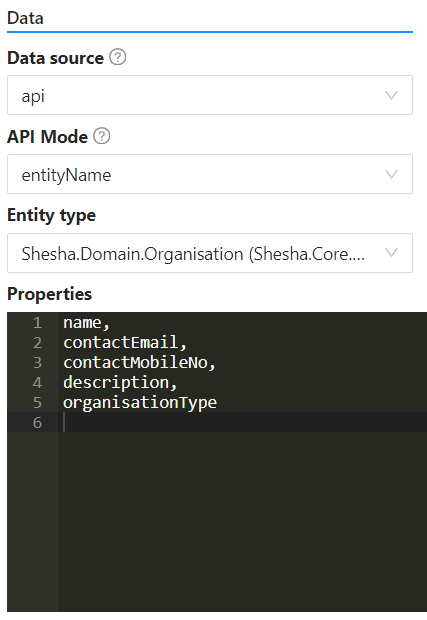 Data
Data source
api
API Mode
entityName
Entity type
Shesha.Domain.Organisation (Shesha.Core....
Properties
1 name,
2 contactEmail,
3 contactMobileNo,
4 description,
5 organisationType
6